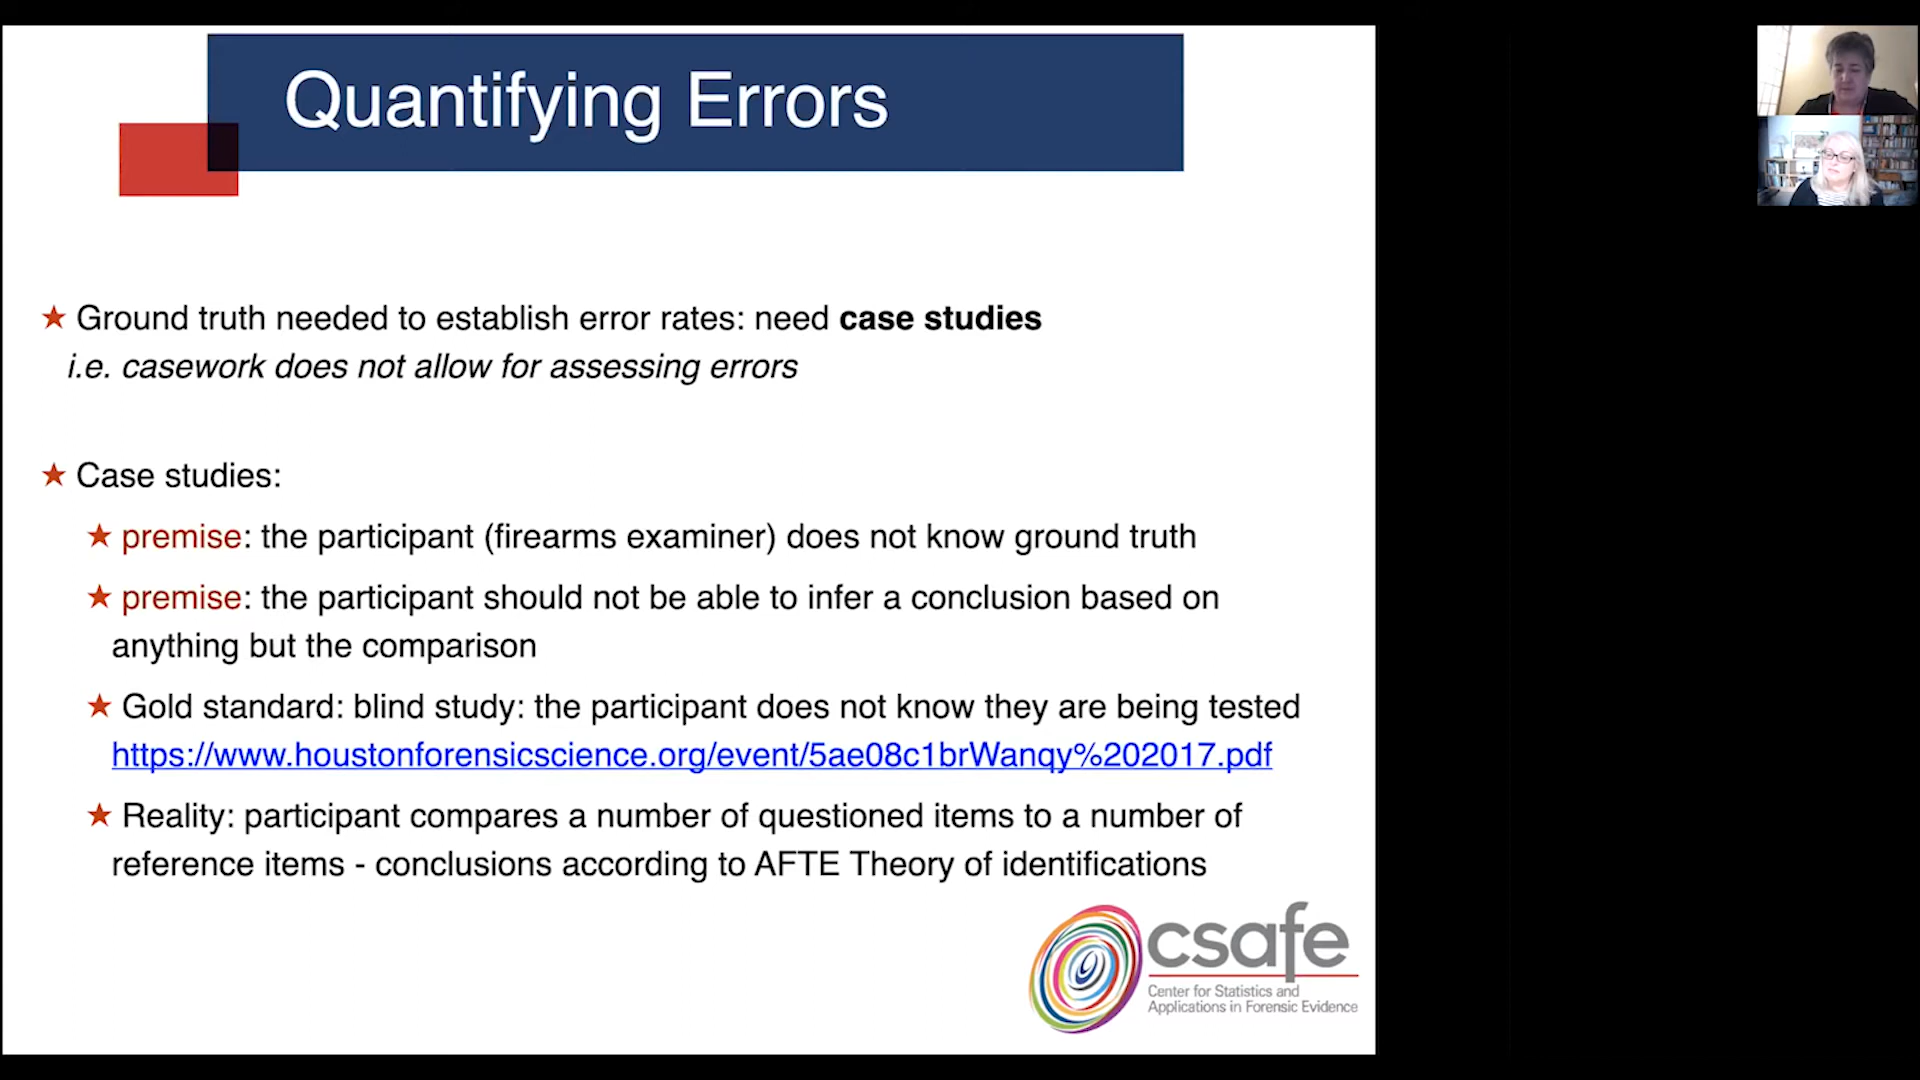 Quantifying Errors
★ Ground truth needed to establish error rates: need case studies
i.e. casework does not allow for assessing errors
★ Case studies:
★ premise: the participant (firearms examiner) does not know ground truth
★ premise: the participant should not be able to infer a conclusion based on
anything but the comparison
★ Gold standard: blind study: the participant does not know they are being tested
https://www.houstonforensicscience.org/event/5ae08c1brWanqy%202017.pdf
★ Reality: participant compares a number of questioned items to a number of
reference items - conclusions according to AFTE Theory of identifications
csafe
Center for Statistics and
Applications in Forensic Evidence